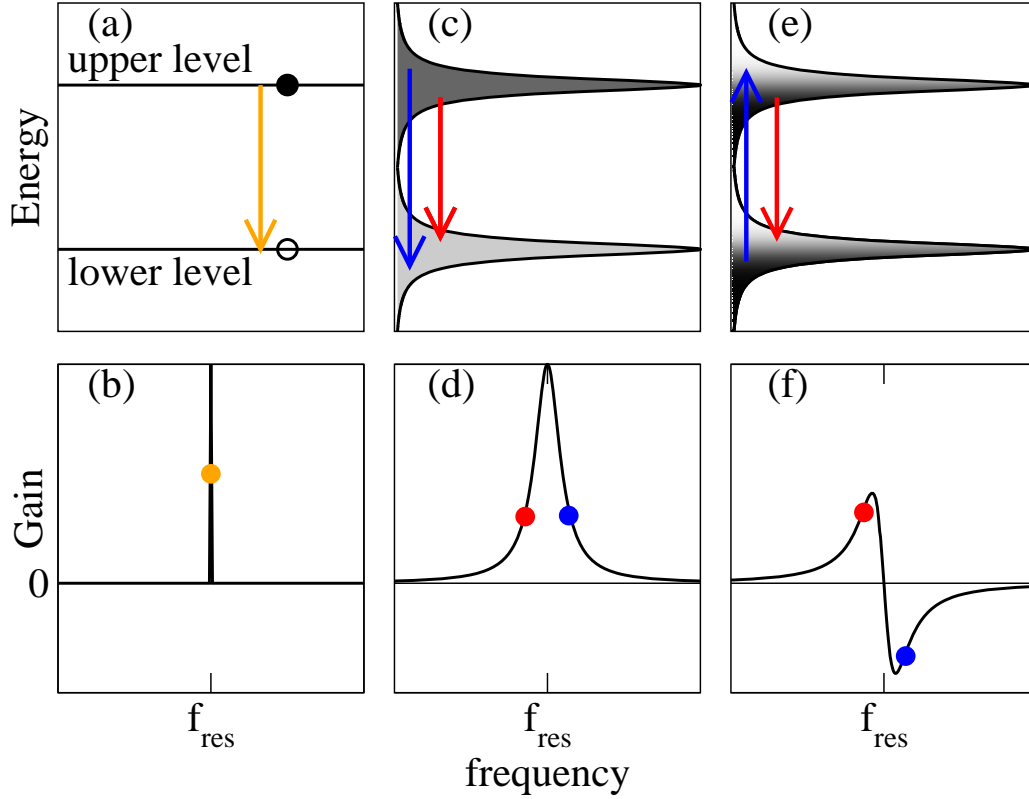 (a)
(c)
(e)
upper level
lower level
Energy
(b)
(d)
(f)
Gain
0
f_res
f_res
f_res
frequency